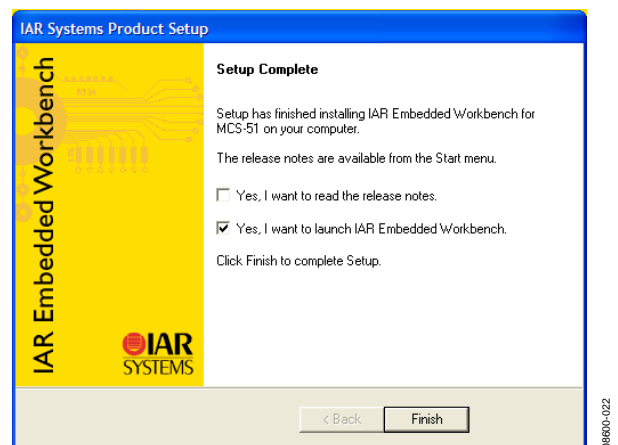 IAR Systems Product Setup
IAR Embedded Workbench
Setup Complete
Setup has finished installing IAR Embedded Workbench for
MCS-51 on your computer.
The release notes are available from the Start menu.
Yes, I want to read the release notes.
Yes, I want to launch IAR Embedded Workbench.
Click Finish to complete Setup.
IAR
SYSTEMS
< Back
Finish
08600-022